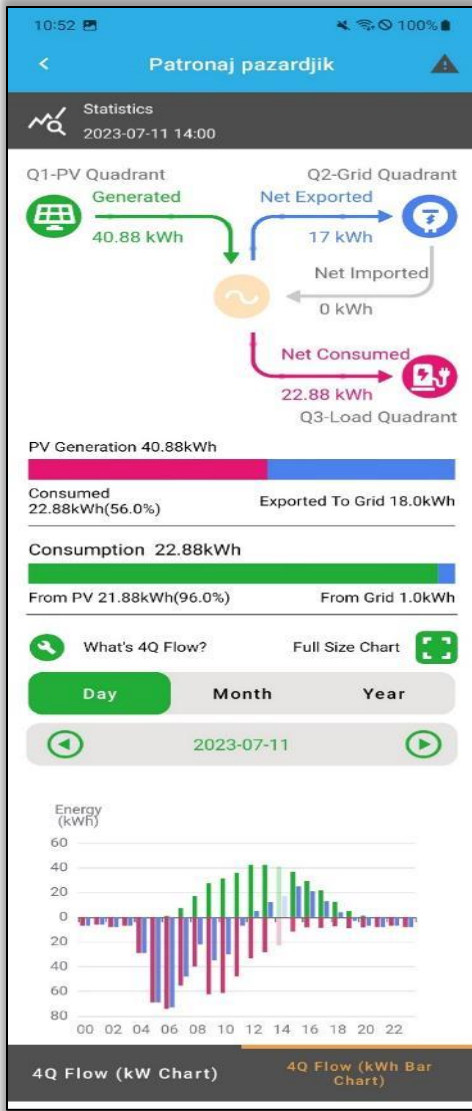 10:52 100%
Patronaj pazardjik
Statistics
2023-07-11 14:00
Q1-PV Quadrant Q2-Grid Quadrant
Generated Net Exported
40.88 kWh 17 kWh
Net Imported
0 kWh
Net Consumed
22.88 kWh
Q3-Load Quadrant
PV Generation 40.88kWh
Consumed
22.88kWh(56.0%) Exported To Grid 18.0kWh
Consumption 22.88kWh
From PV 21.88kWh(96.0%) From Grid 1.0kWh
What's 4Q Flow? Full Size Chart
Day Month Year
2023-07-11
Energy
(kWh)
60
40
20
0
20
40
60
80
00 02 04 06 08 10 12 14 16 18 20 22
4Q Flow (kW Chart) 4Q Flow (kWh Bar
Chart)